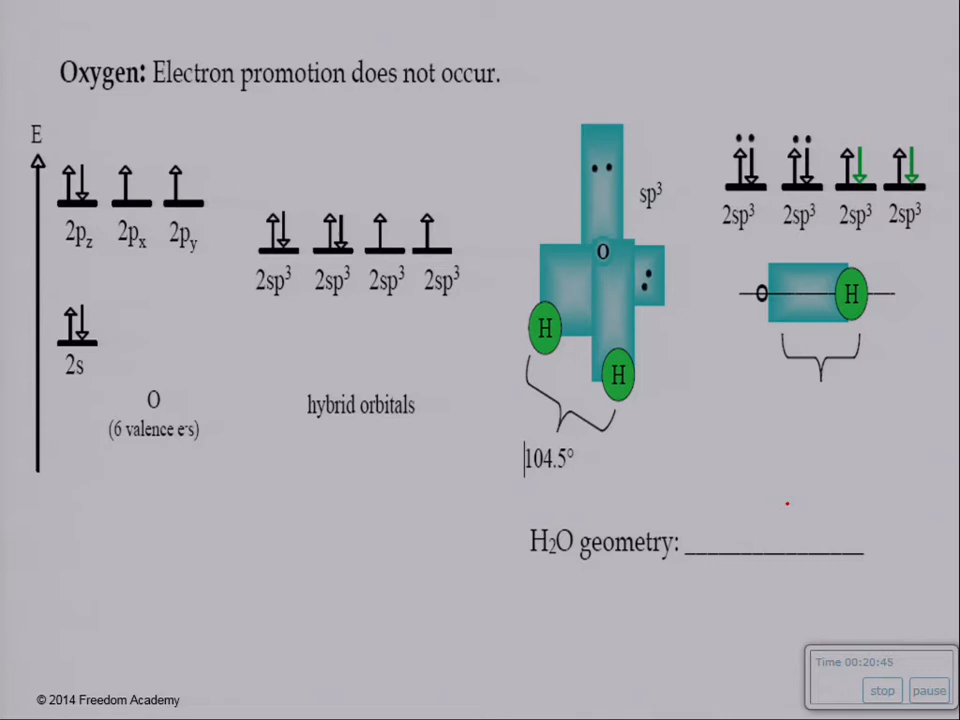 Oxygen: Electron promotion does not occur.
E
2pz 2px 2py
2sp³ 2sp³ 2sp³ 2sp³
2s
O
(6 valence e-s)
hybrid orbitals
sp³
O
H
H
104.5°
2sp³ 2sp³ 2sp³ 2sp³
O H
H2O geometry: ________________
Time 00:20:45
stop pause
© 2014 Freedom Academy